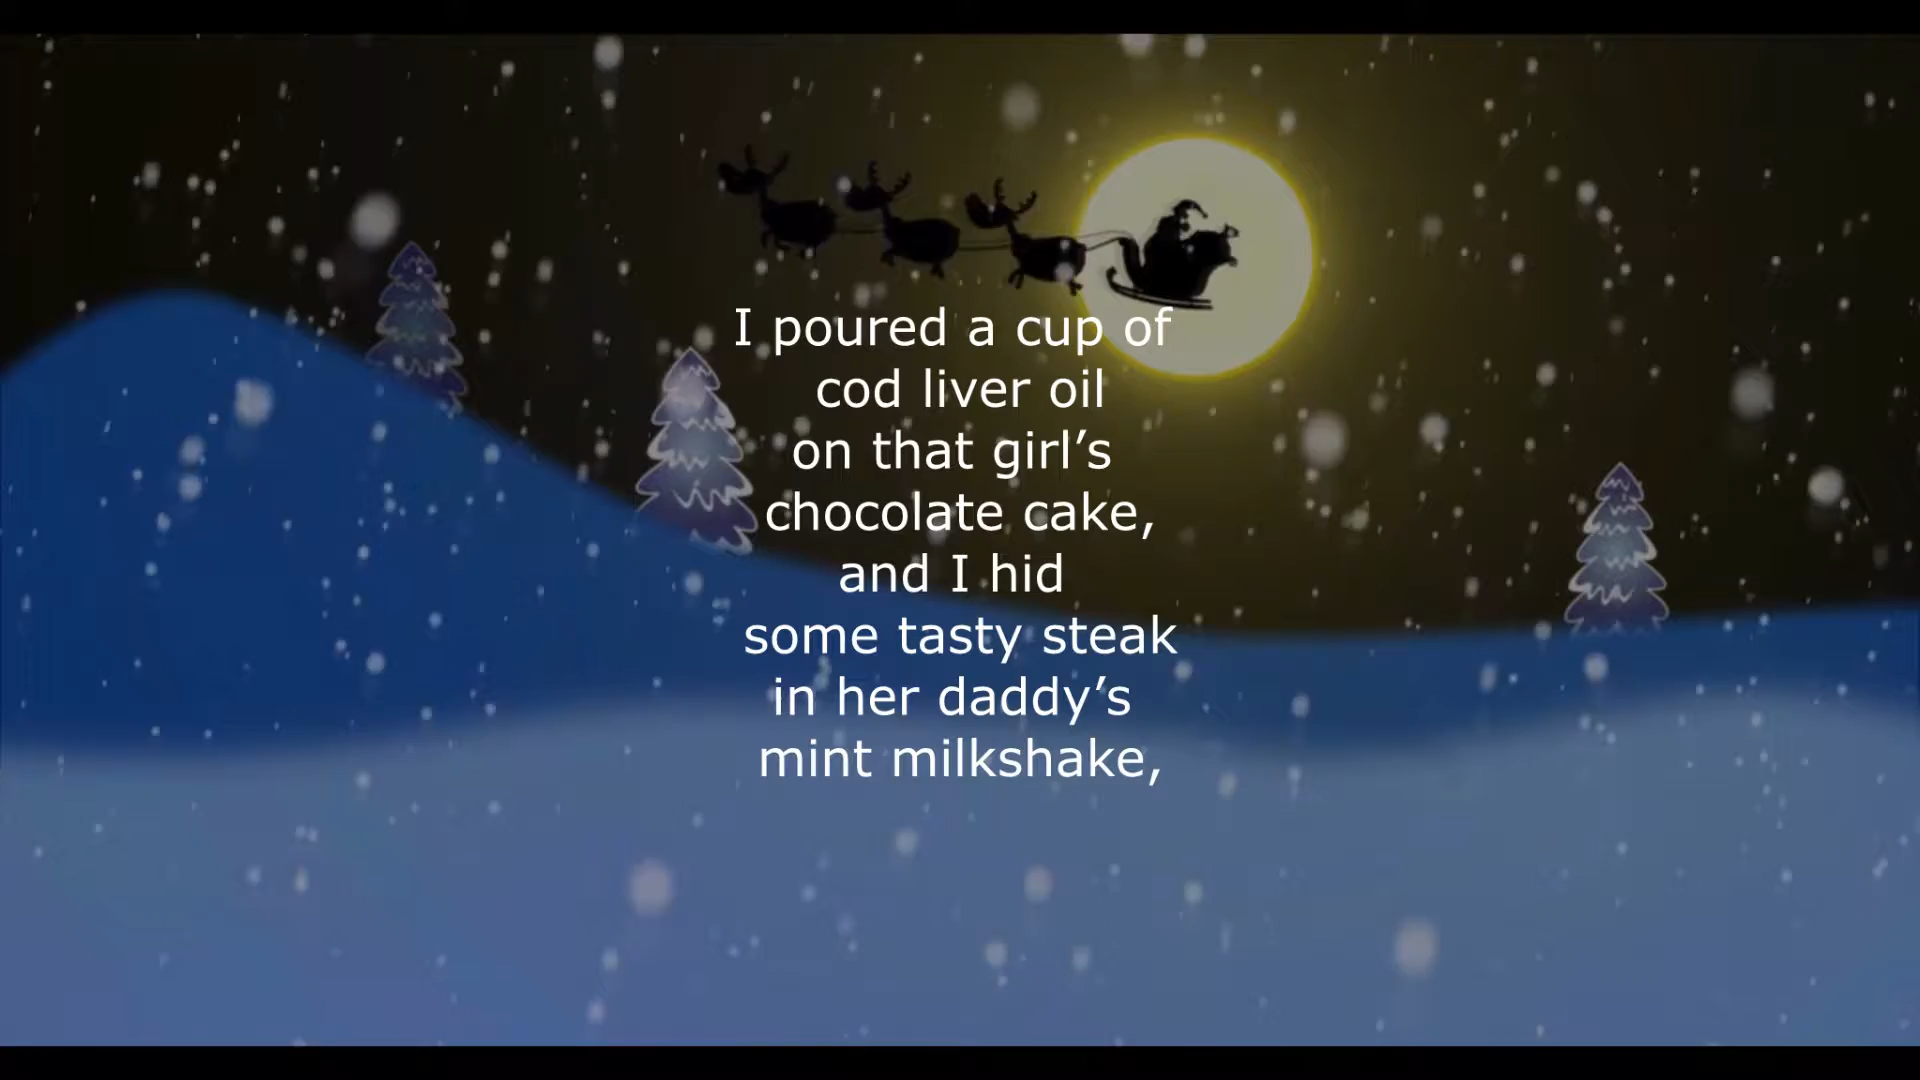 I poured a cup of
cod liver oil
on that girl’s
chocolate cake,
and I hid
some tasty steak
in her daddy’s
mint milkshake,